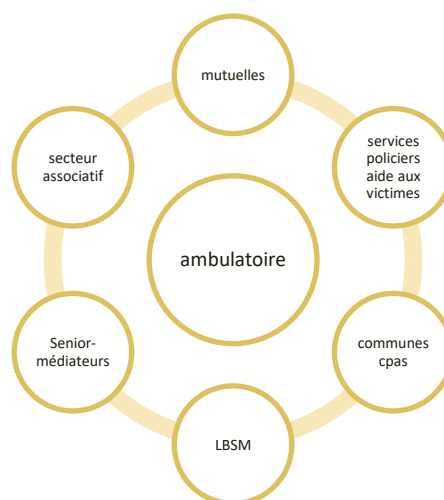 mutuelles
services
policiers
aide aux
victimes
secteur
associatif
ambulatoire
Senior-
médiateurs
communes
cpas
LBSM